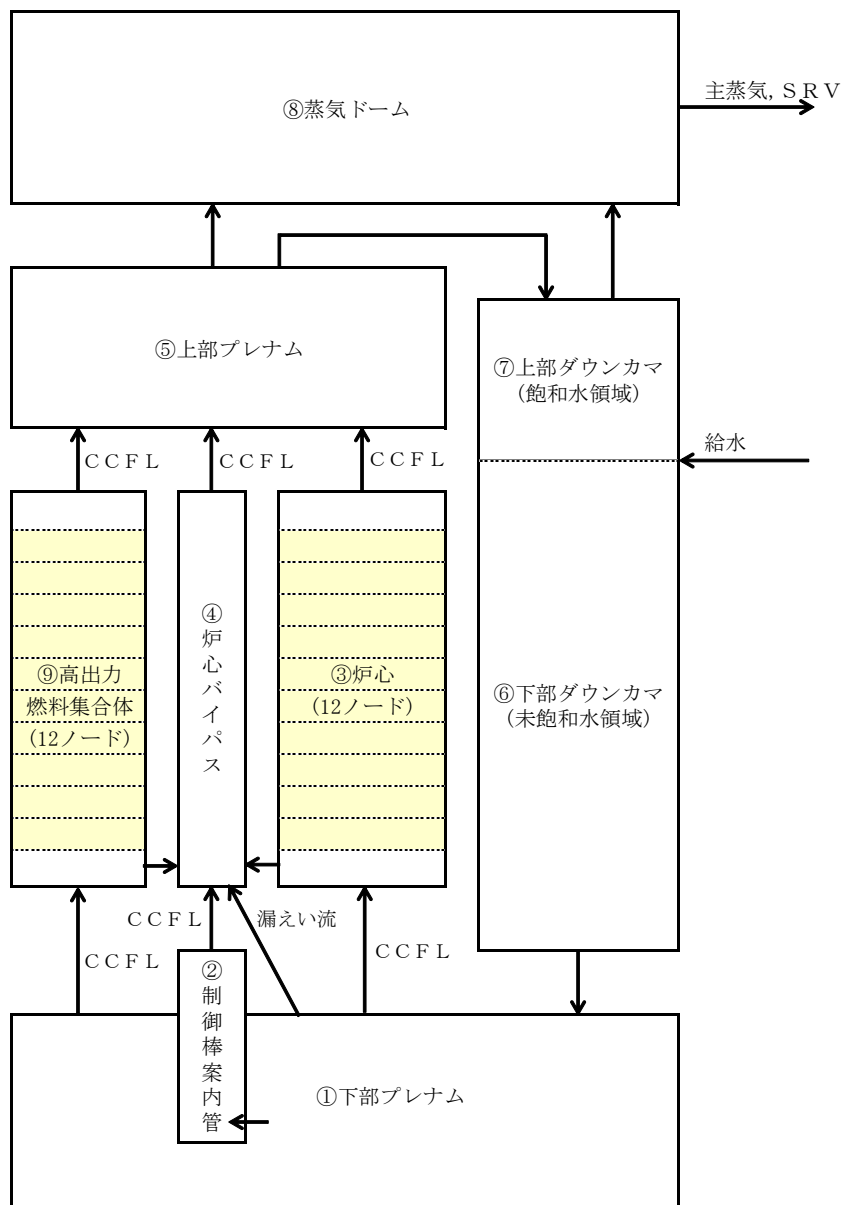 ⑧蒸気ドーム
主蒸気,ＳＲＶ
⑤上部プレナム
⑦上部ダウンカマ
(飽和水領域)
給水
ＣＣＦＬ
ＣＣＦＬ
ＣＣＦＬ
⑨高出力
燃料集合体
(12ノード)
④炉心バイパス
③炉心
(12ノード)
⑥下部ダウンカマ
(未飽和水領域)
ＣＣＦＬ
漏えい流
ＣＣＦＬ
ＣＣＦＬ
②制御棒案内管
①下部プレナム